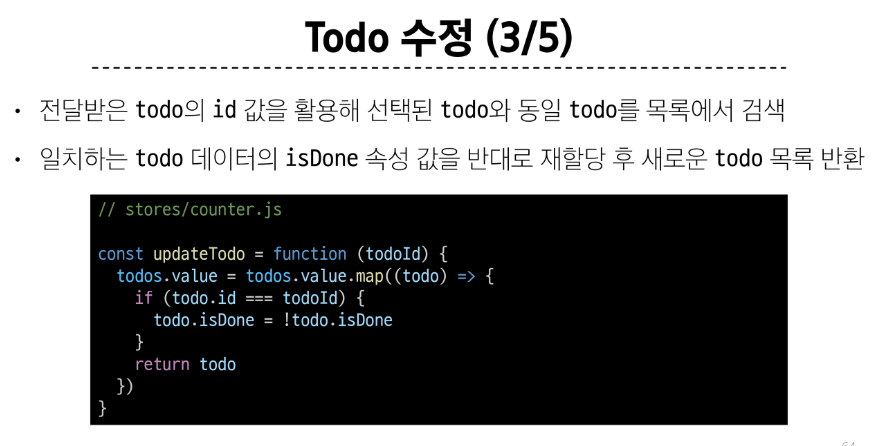 Todo 수정 (3/5)
• 전달받은 todo의 id 값을 활용해 선택된 todo와 동일 todo를 목록에서 검색
• 일치하는 todo 데이터의 isDone 속성 값을 반대로 재할당 후 새로운 todo 목록 반환
// stores/counter.js
const updateTodo = function (todoId) {
  todos.value = todos.value.map((todo) => {
    if (todo.id === todoId) {
      todo.isDone = !todo.isDone
    }
    return todo
  })
}